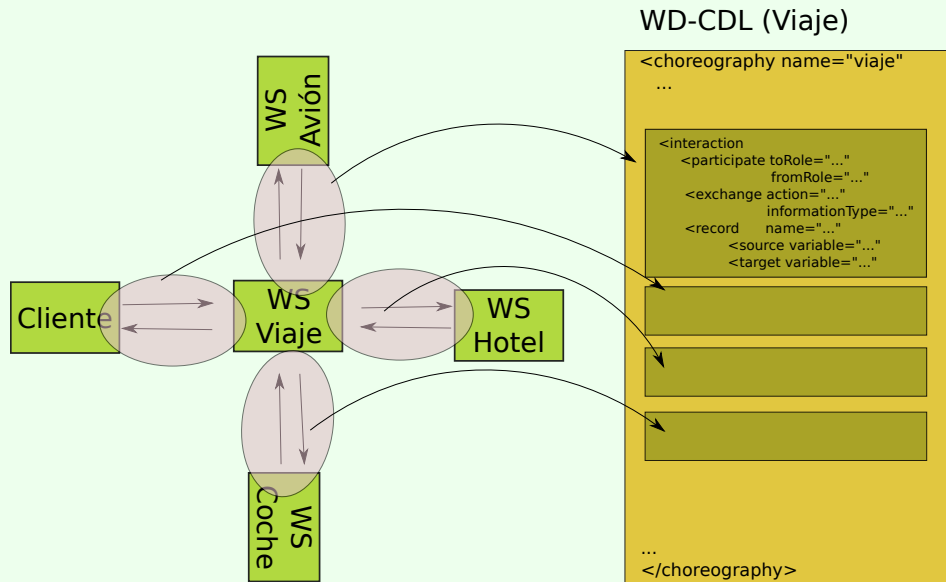 WD-CDL (Viaje)
<choreography name="viaje"
...
<interaction
<participate toRole="..."
fromRole="..."
<exchange action="..."
informationType="..."
<record name="..."
<source variable="..."
<target variable="..."
...
</choreography>
WS
Avión
Cliente
WS
Viaje
WS
Hotel
WS
Coche